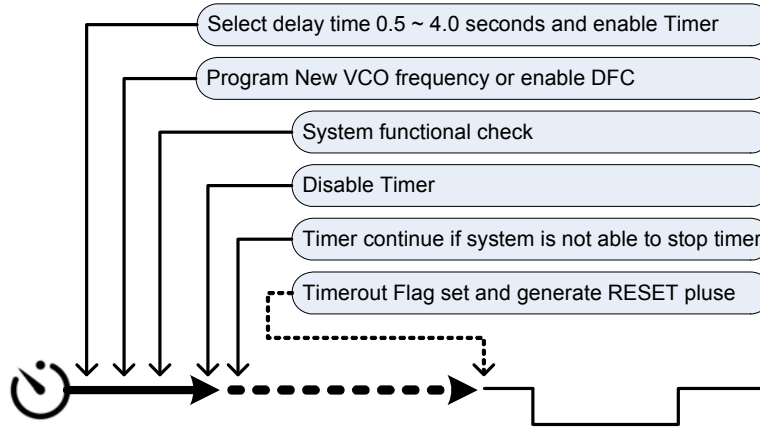 Select delay time 0.5 ~ 4.0 seconds and enable Timer
Program New VCO frequency or enable DFC
System functional check
Disable Timer
Timer continue if system is not able to stop timer
Timerout Flag set and generate RESET pluse